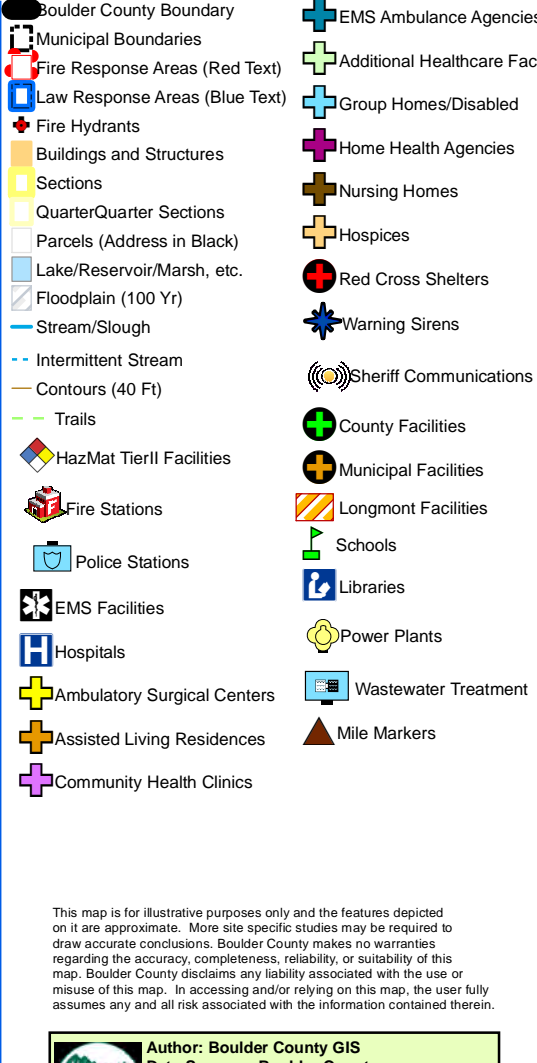 Boulder County Boundary
Municipal Boundaries
Fire Response Areas (Red Text)
Law Response Areas (Blue Text)
Fire Hydrants
Buildings and Structures
Sections
QuarterQuarter Sections
Parcels (Address in Black)
Lake/Reservoir/Marsh, etc.
Floodplain (100 Yr)
Stream/Slough
Intermittent Stream
Contours (40 Ft)
Trails
HazMat TierII Facilities
F
Fire Stations
Police Stations
EMS Facilities
H
Hospitals
Ambulatory Surgical Centers
Assisted Living Residences
Community Health Clinics
EMS Ambulance Agencies
Additional Healthcare Fac
Group Homes/Disabled
Home Health Agencies
Nursing Homes
Hospices
Red Cross Shelters
Warning Sirens
Sheriff Communications
County Facilities
Municipal Facilities
Longmont Facilities
Schools
Libraries
Power Plants
Wastewater Treatment
Mile Markers
This map is for illustrative purposes only and the features depicted
on it are approximate. More site specific studies may be required to
draw accurate conclusions. Boulder County makes no warranties
regarding the accuracy, completeness, reliability, or suitability of this
map. Boulder County disclaims any liability associated with the use or
misuse of this map. In accessing and/or relying on this map, the user fully
assumes any and all risk associated with the information contained therein.
Author: Boulder County GIS